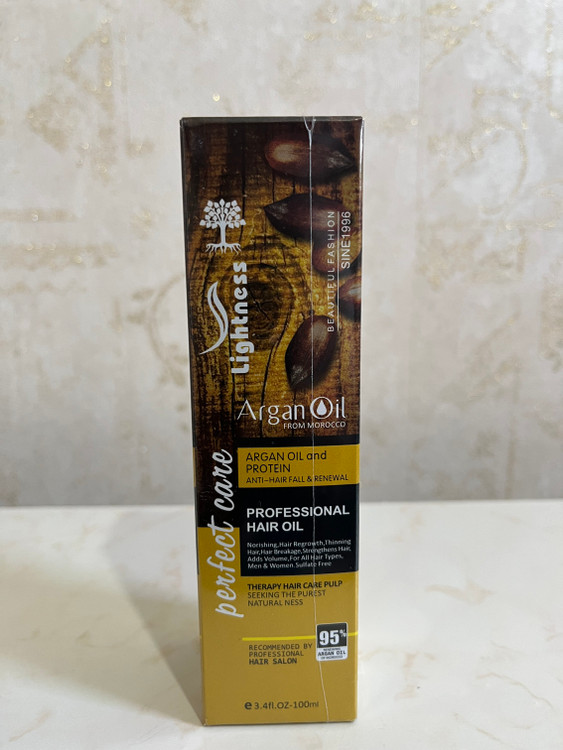 Lightness
BEAUTIFUL FASHION
SINE1996
Argan Oil
FROM MOROCCO
perfect care
ARGAN OIL and
PROTEIN
ANTI-HAIR FALL & RENEWAL
PROFESSIONAL
HAIR OIL
Norishing,Hair Regrowth,Thinning
Hair,Hair Breakage,Strengthens Hair,
Adds Volume,For All Hair Types,
Men & Women. Sulfate Free
THERAPY HAIR CARE PULP
SEEKING THE PUREST
NATURAL NESS
RECOMMENDED BY
PROFESSIONAL
HAIR SALON
95%
ARGAN OIL
e 3.4fl.OZ-100ml